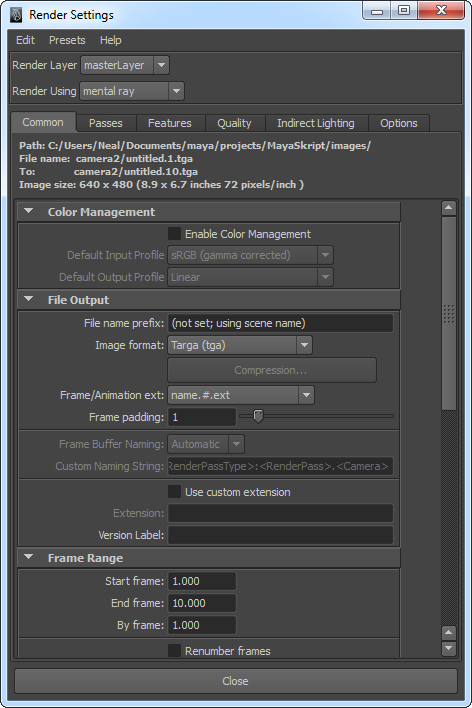 Render Settings
Edit Presets Help
Render Layer masterLayer
Render Using mental ray
Common Passes Features Quality Indirect Lighting Options
Path: C:/Users/Neal/Documents/maya/projects/MayaSkript/images/
File name: camera2/untitled.1.tga
To: camera2/untitled.10.tga
Image size: 640 x 480 (8.9 x 6.7 inches 72 pixels/inch )
Color Management
Enable Color Management
Default Input Profile sRGB (gamma corrected)
Default Output Profile Linear
File Output
File name prefix: (not set; using scene name)
Image format: Targa (tga)
Compression...
Frame/Animation ext: name.#.ext
Frame padding: 1
Frame Buffer Naming: Automatic
Custom Naming String: RenderPassType>:<RenderPass>.<Camera>
Use custom extension
Extension:
Version Label:
Frame Range
Start frame: 1.000
End frame: 10.000
By frame: 1.000
Renumber frames
Close